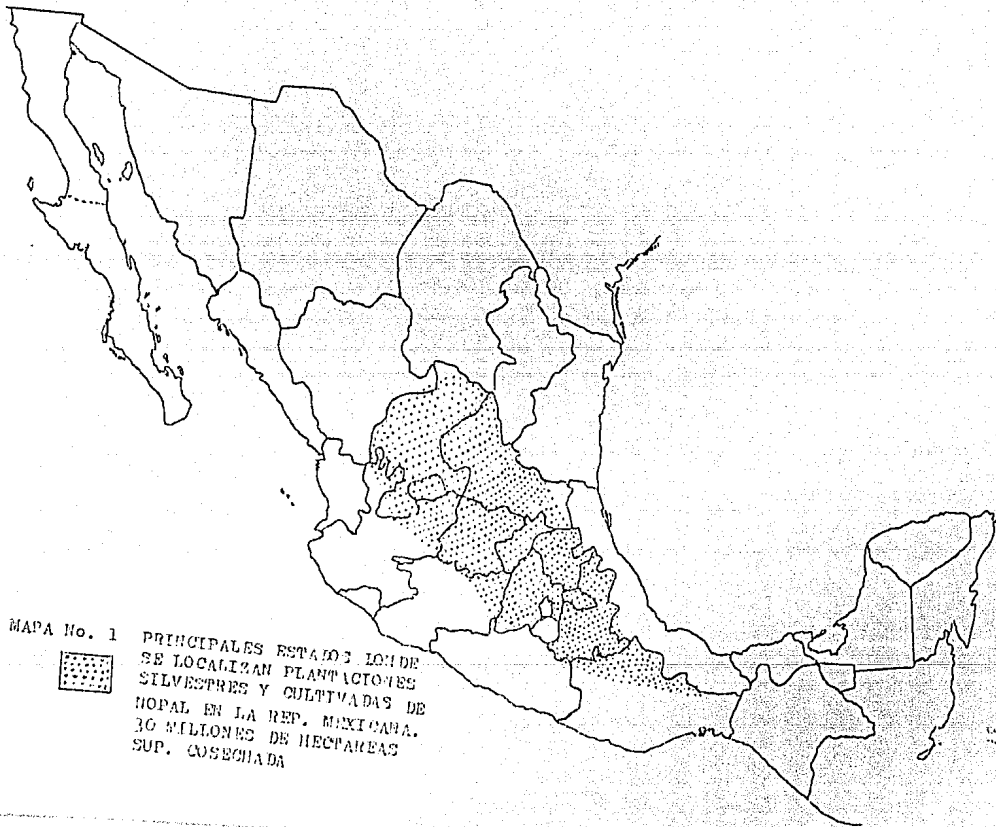 MAPA No. 1 PRINCIPALES ESTADOS DONDE
SE LOCALIZAN PLANTACIONES
SILVESTRES Y CULTIVADAS DE
NOPAL EN LA REP. MEXICANA.
30 MILLONES DE HECTAREAS
SUP. COSECHADA